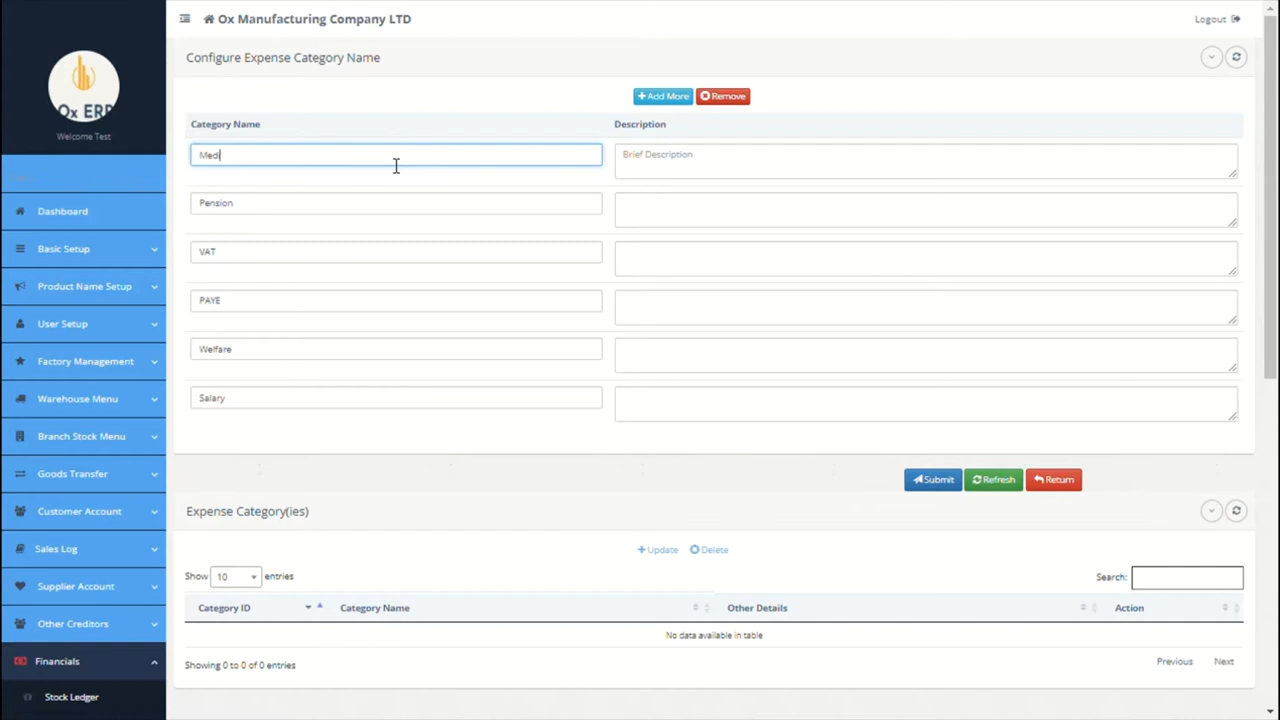 Ox Manufacturing Company LTD
Logout
Configure Expense Category Name
Ox ERP
Welcome Test
Add More
Remove
Category Name
Description
Medi
Brief Description
Pension
VAT
PAYE
Welfare
Salary
Submit
Refresh
Return
Expense Category(ies)
Update
Delete
Show 10 entries
Search:
Category ID
Category Name
Other Details
Action
No data available in table
Showing 0 to 0 of 0 entries
Previous
Next
Dashboard
Basic Setup
Product Name Setup
User Setup
Factory Management
Warehouse Menu
Branch Stock Menu
Goods Transfer
Customer Account
Sales Log
Supplier Account
Other Creditors
Financials
Stock Ledger